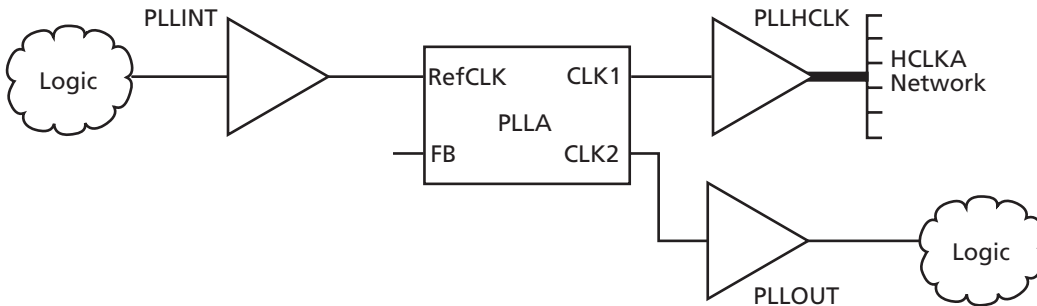 PLLINT
PLLHCLK
Logic
RefCLK
CLK1
HCLKA
Network
PLLA
FB
CLK2
Logic
PLLOUT